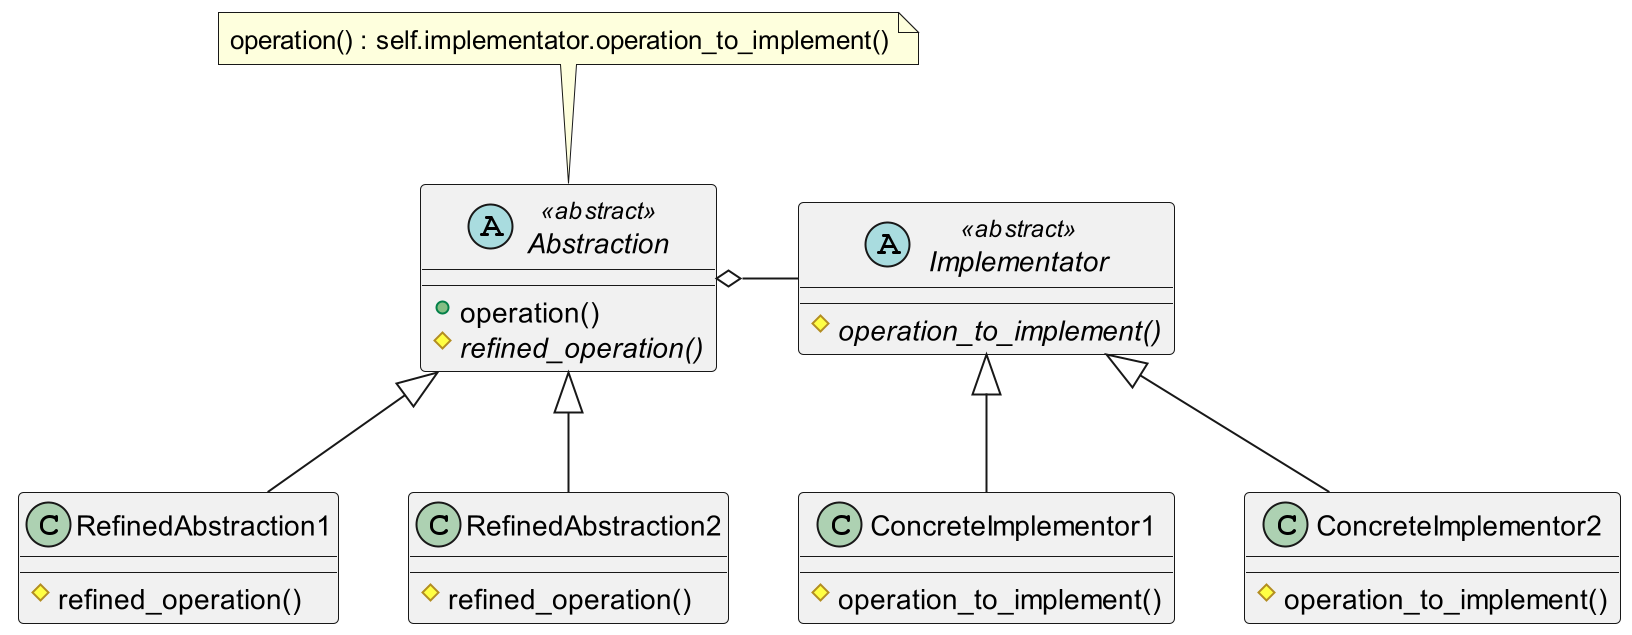 operation() : self.implementator.operation_to_implement()
A
«abstract»
Abstraction
operation()
refined_operation()
A
«abstract»
Implementator
operation_to_implement()
C RefinedAbstraction1
refined_operation()
C RefinedAbstraction2
refined_operation()
C ConcreteImplementor1
operation_to_implement()
C ConcreteImplementor2
operation_to_implement()